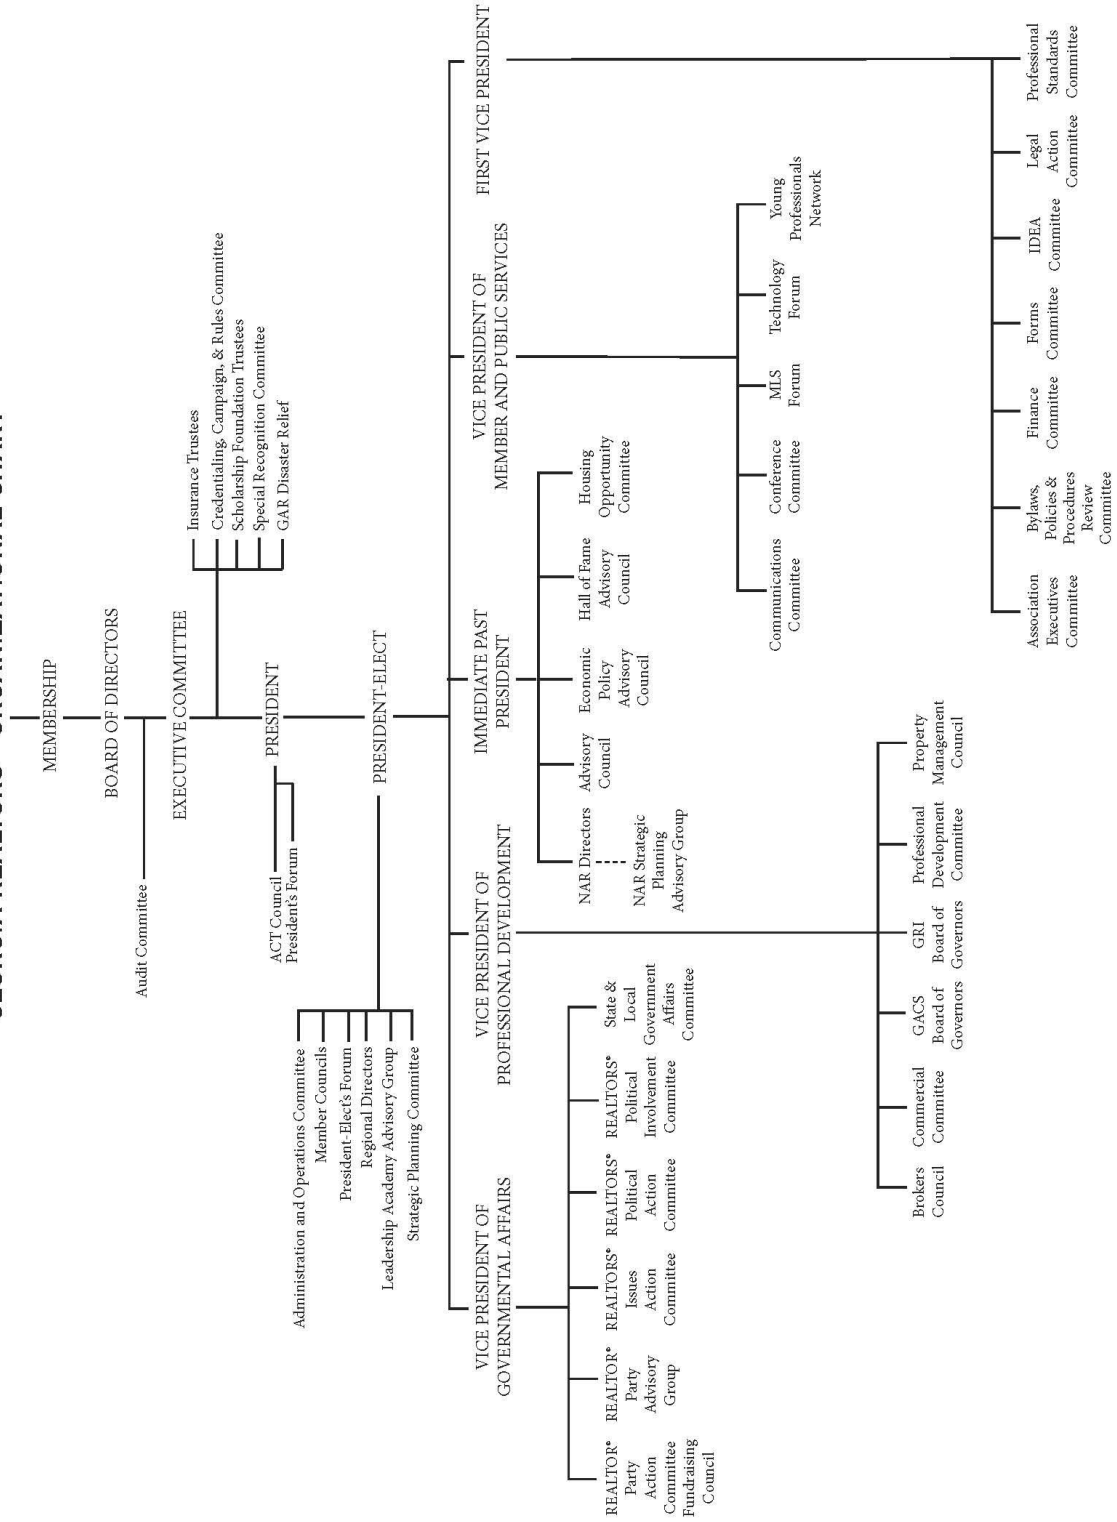 MEMBERSHIP
BOARD OF DIRECTORS
Audit Committee
EXECUTIVE COMMITTEE
Insurance Trustees
Credentialing, Campaign, & Rules Committee
Scholarship Foundation Trustees
Special Recognition Committee
GAR Disaster Relief
PRESIDENT
ACT Council
President's Forum
PRESIDENT-ELECT
Administration and Operations Committee
Member Councils
President-Elect's Forum
Regional Directors
Leadership Academy Advisory Group
Strategic Planning Committee
VICE PRESIDENT OF
GOVERNMENTAL AFFAIRS
REALTOR®
Party
Action
Committee
Fundraising
Council
REALTOR®
Party
Advisory
Group
REALTORS®
Issues
Action
Committee
REALTORS®
Political
Action
Committee
REALTORS®
Political
Involvement
Committee
State &
Local
Government
Affairs
Committee
VICE PRESIDENT OF
PROFESSIONAL DEVELOPMENT
Brokers
Council
Commercial
Committee
GACS
Board of
Governors
GRI
Board of
Governors
Professional
Development
Committee
Property
Management
Council
IMMEDIATE PAST
PRESIDENT
NAR Directors
NAR Strategic
Planning
Advisory Group
Advisory
Council
Economic
Policy
Advisory
Council
Hall of Fame
Advisory
Council
Housing
Opportunity
Committee
VICE PRESIDENT OF
MEMBER AND PUBLIC SERVICES
Communications
Committee
Conference
Committee
MLS
Forum
Technology
Forum
Young
Professionals
Network
FIRST VICE PRESIDENT
Association
Executives
Committee
Bylaws,
Policies &
Procedures
Review
Committee
Finance
Committee
Forms
Committee
IDEA
Committee
Legal
Action
Committee
Professional
Standards
Committee